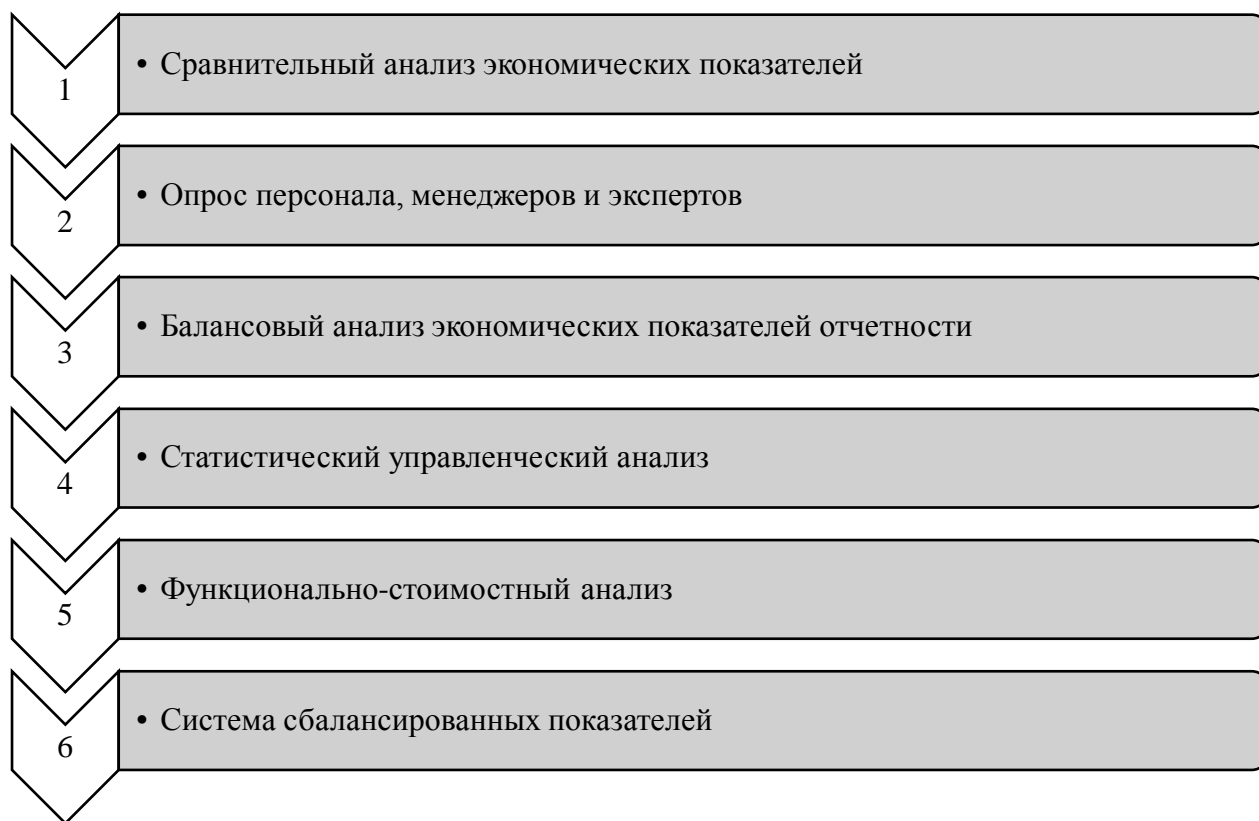 1
• Сравнительный анализ экономических показателей
2
• Опрос персонала, менеджеров и экспертов
3
• Балансовый анализ экономических показателей отчетности
4
• Статистический управленческий анализ
5
• Функционально-стоимостный анализ
6
• Система сбалансированных показателей